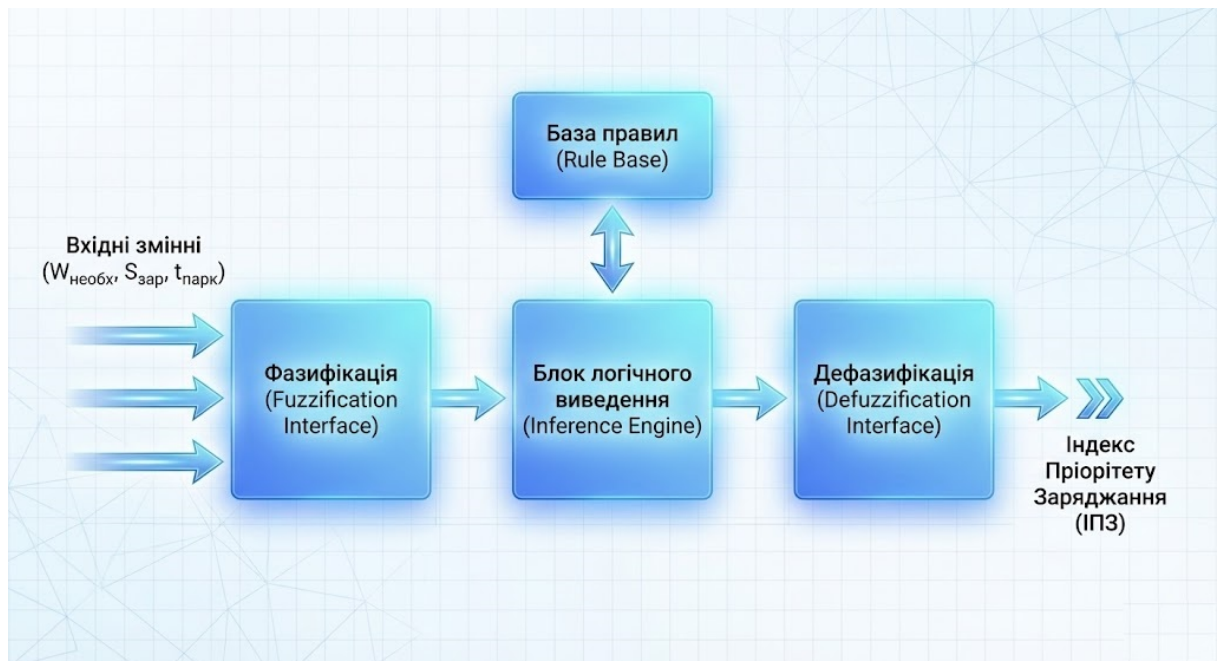 База правил
(Rule Base)
Вхідні змінні
(Wнеобх, Sзар, tпарк)
Фазифікація
(Fuzzification
Interface)
Блок логічного
виведення
(Inference Engine)
Дефазифікація
(Defuzzification
Interface)
Індекс
Пріорітету
Заряджання
(ІПЗ)